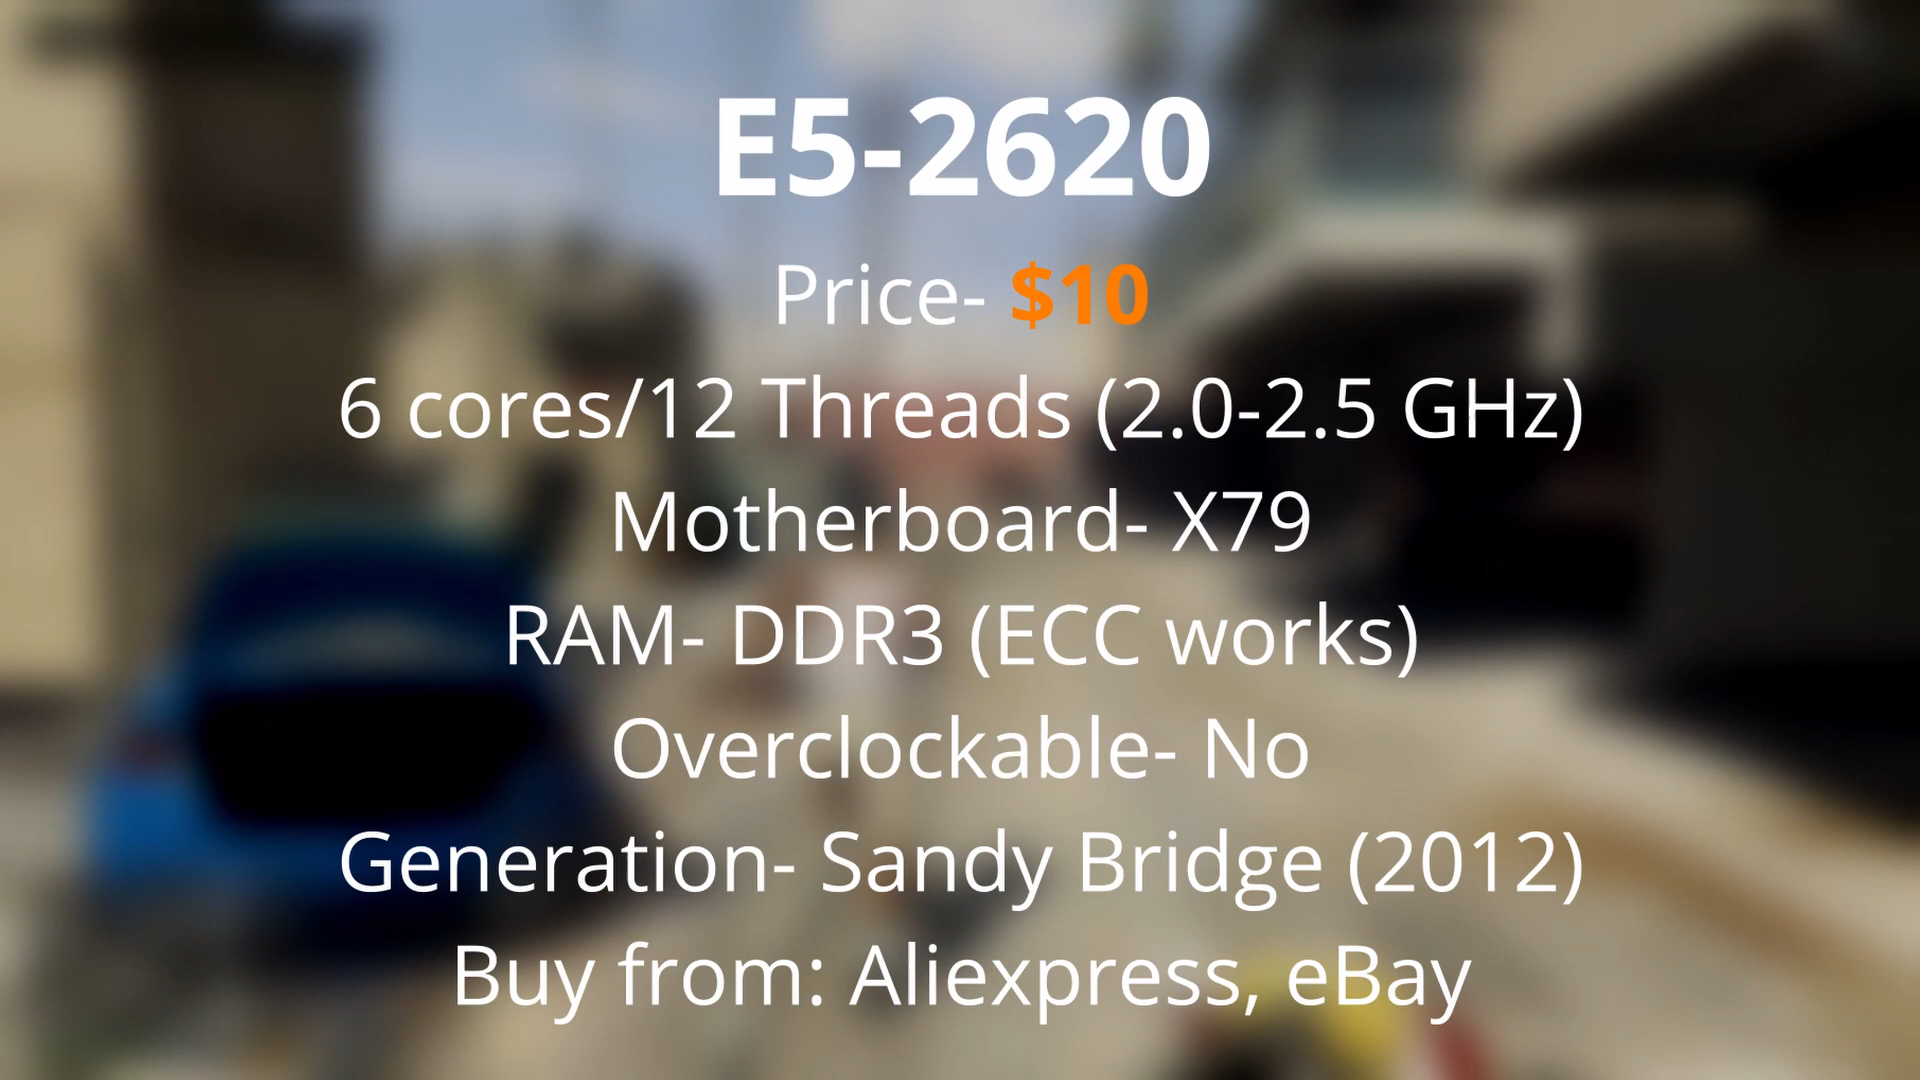 E5-2620
Price- $10
6 cores/12 Threads (2.0-2.5 GHz)
Motherboard- X79
RAM- DDR3 (ECC works)
Overclockable- No
Generation- Sandy Bridge (2012)
Buy from: Aliexpress, eBay